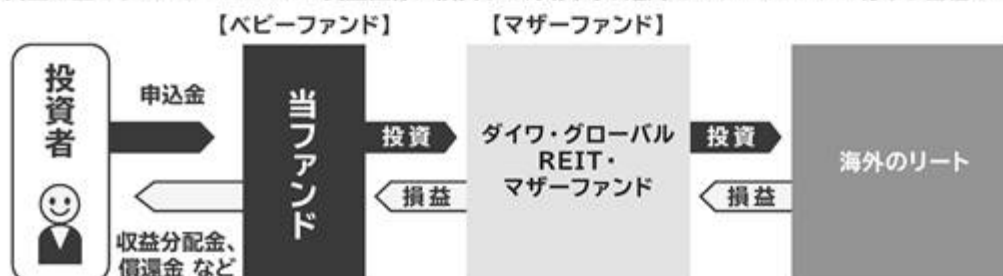 【ベビーファンド】
【マザーファンド】
投資者
申込金
収益分配金、
償還金 など
当ファンド
投資
損益
ダイワ・グローバル
REIT・
マザーファンド
投資
損益
海外のリート